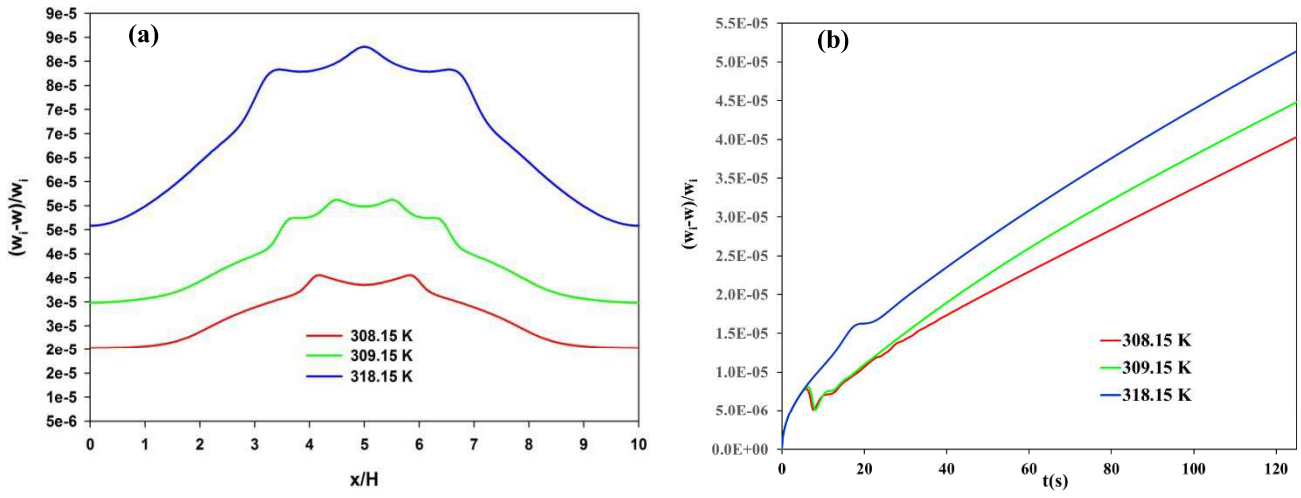 (a)
9e-5
9e-5
8e-5
8e-5
7e-5
7e-5
6e-5
6e-5
5e-5
5e-5
4e-5
4e-5
3e-5
3e-5
2e-5
2e-5
1e-5
5e-6
(wi-w)/wi
308.15 K
309.15 K
318.15 K
0 1 2 3 4 5 6 7 8 9 10
x/H
(b)
5.5E-05
5.0E-05
4.5E-05
4.0E-05
3.5E-05
3.0E-05
2.5E-05
2.0E-05
1.5E-05
1.0E-05
5.0E-06
0.0E+00
(wi-w)/wi
308.15 K
309.15 K
318.15 K
0 20 40 60 80 100 120
t(s)